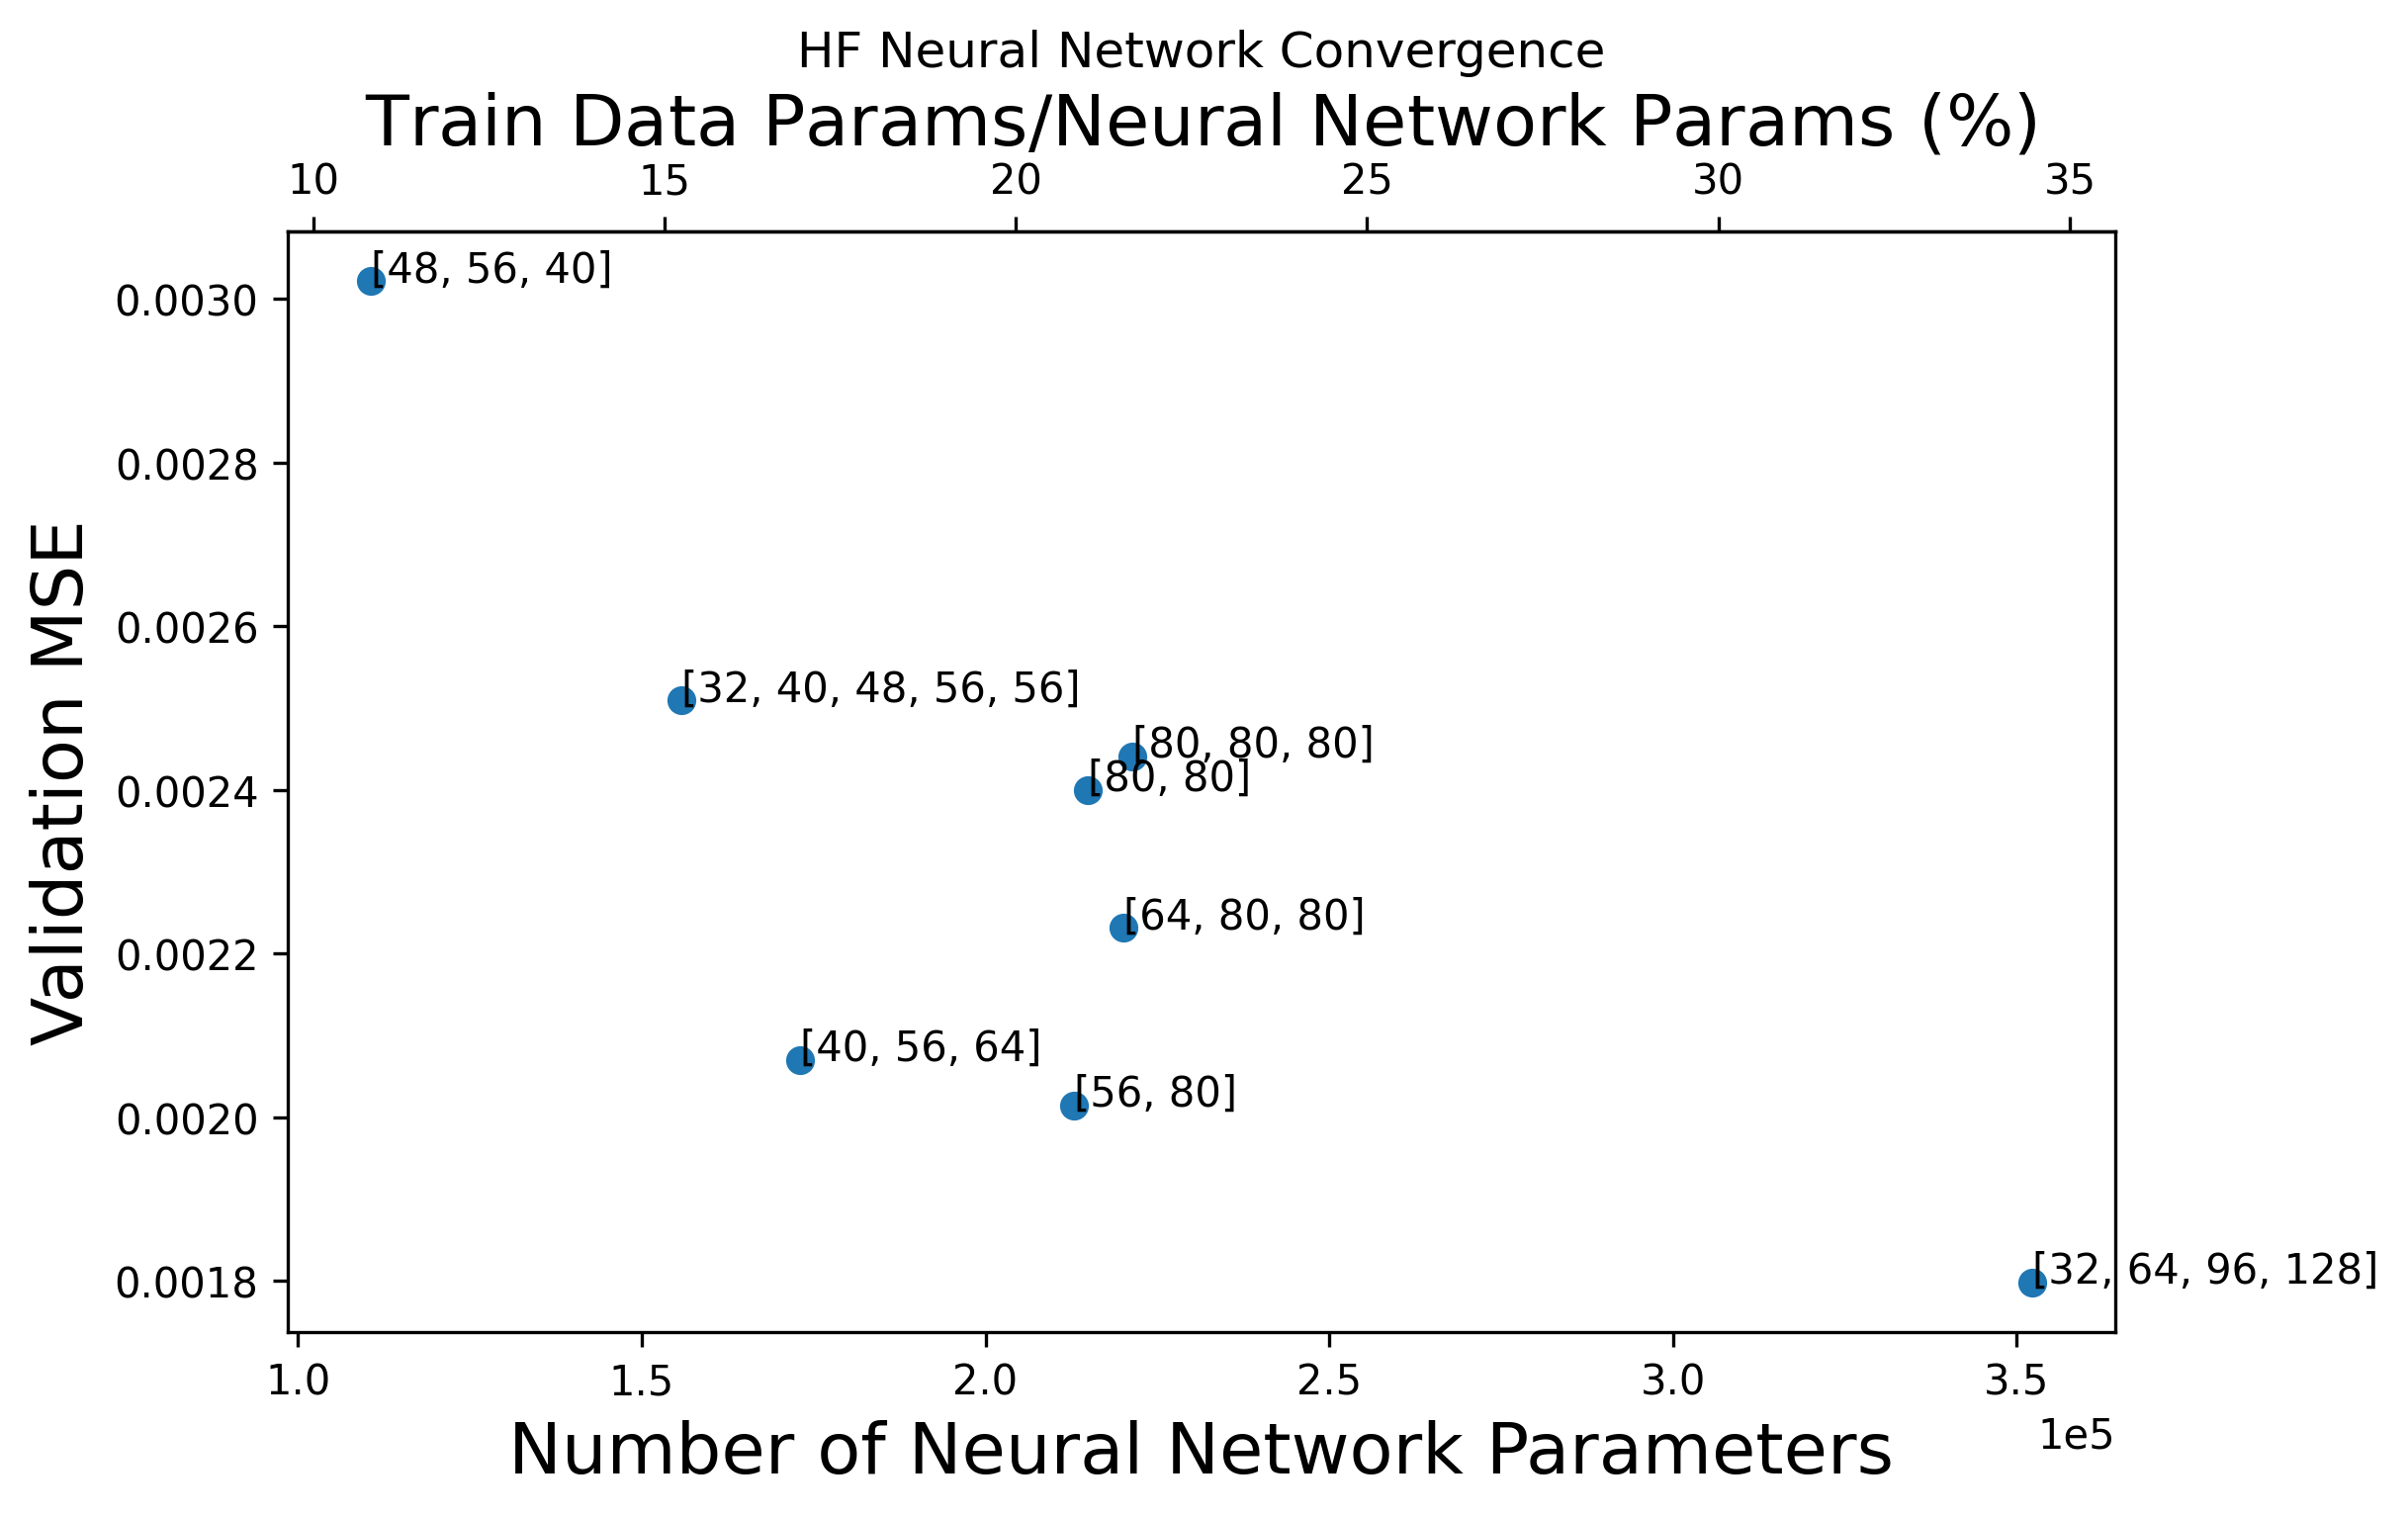 HF Neural Network Convergence
Train Data Params/Neural Network Params (%)
10 15 20 25 30 35
[48, 56, 40]
0.0030
0.0028
0.0026
[32, 40, 48, 56, 56]
[80, 80, 80]
[80, 80]
0.0024
[64, 80, 80]
0.0022
[40, 56, 64]
[56, 80]
0.0020
[32, 64, 96, 128]
0.0018
Validation MSE
1.0 1.5 2.0 2.5 3.0 3.5
1e5
Number of Neural Network Parameters